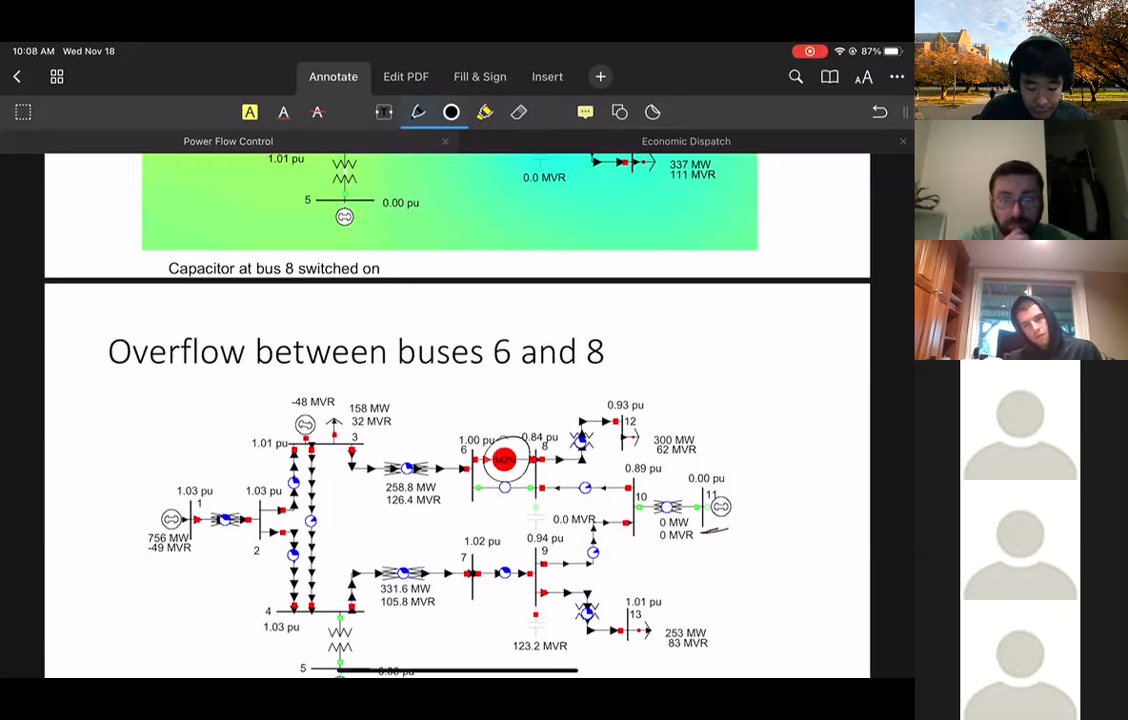 10:08 AM Wed Nov 18
87%
Annotate
Edit PDF
Fill & Sign
Insert
Power Flow Control
Economic Dispatch
1.01 pu
5
0.00 pu
0.0 MVR
337 MW
111 MVR
Capacitor at bus 8 switched on
Overflow between buses 6 and 8
-48 MVR
158 MW
32 MVR
1.01 pu
3
1.00 pu
6
0.84 pu
8
0.93 pu
12
300 MW
62 MVR
258.8 MW
126.4 MVR
0.89 pu
10
0.00 pu
11
1.03 pu
1
1.03 pu
2
756 MW
-49 MVR
0.0 MVR
0 MW
0 MVR
1.02 pu
7
0.94 pu
9
331.6 MW
105.8 MVR
4
1.03 pu
1.01 pu
13
253 MW
83 MVR
123.2 MVR
5
0.00 pu